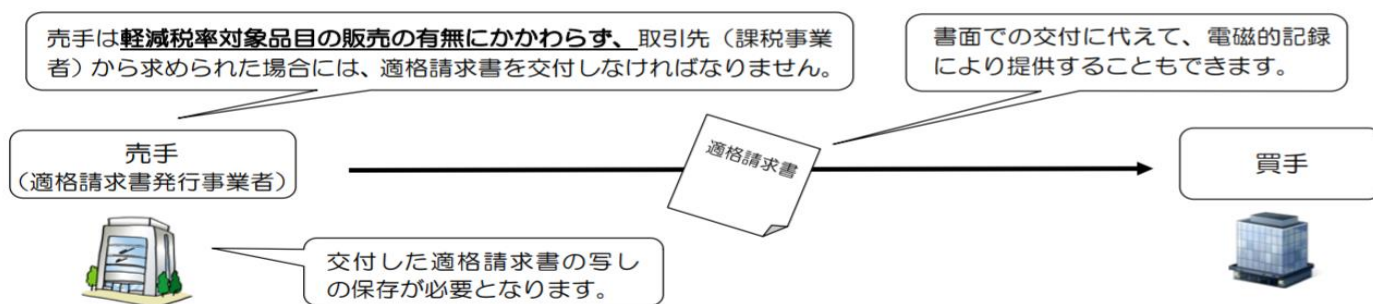 売手は軽減税率対象品目の販売の有無にかかわらず、取引先（課税事業
者）から求められた場合には、適格請求書を交付しなければなりません。
書面での交付に代えて、電磁的記録
により提供することもできます。
売手
（適格請求書発行事業者）
適格請求書
買手
交付した適格請求書の写し
の保存が必要となります。